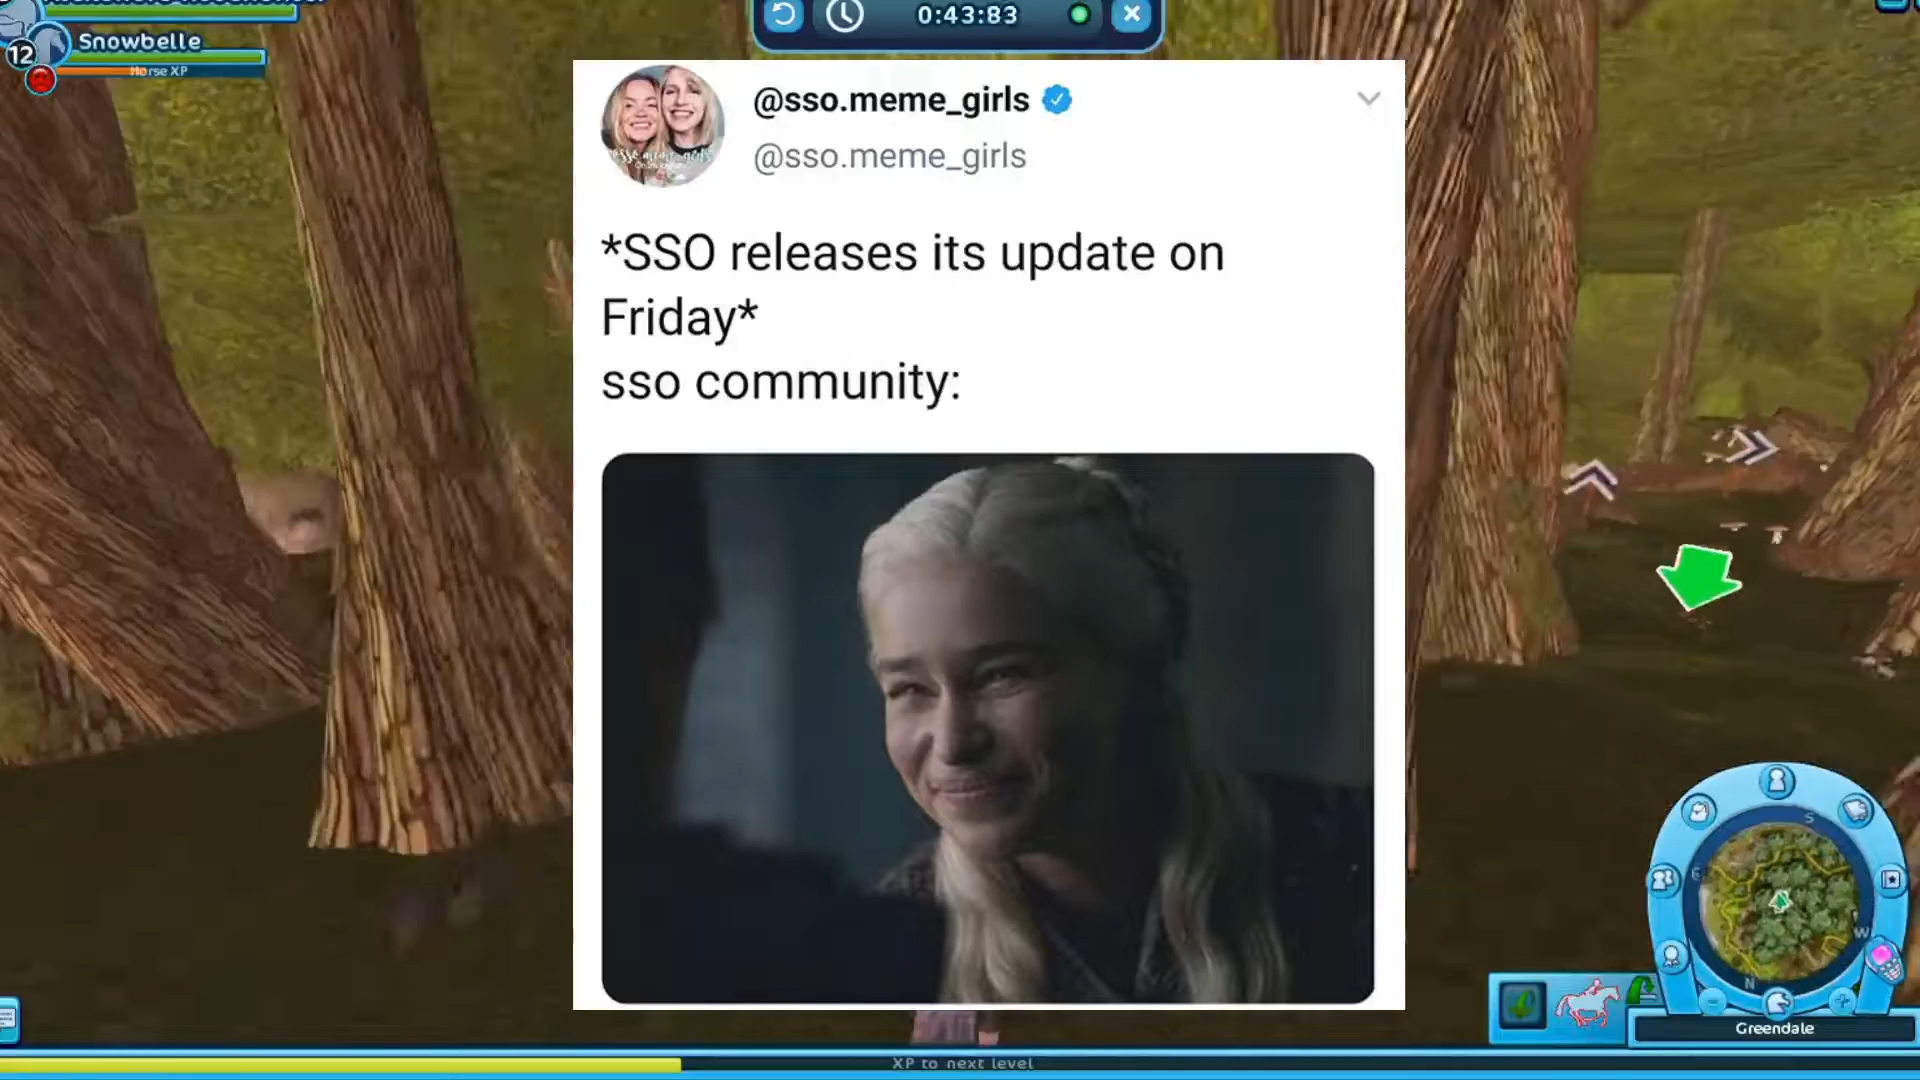 0:43:83
Snowbelle
12
Horse XP
@sso.meme_girls
@sso.meme_girls
*SSO releases its update on
Friday*
sso community:
S
E
W
N
Greendale
XP to next level